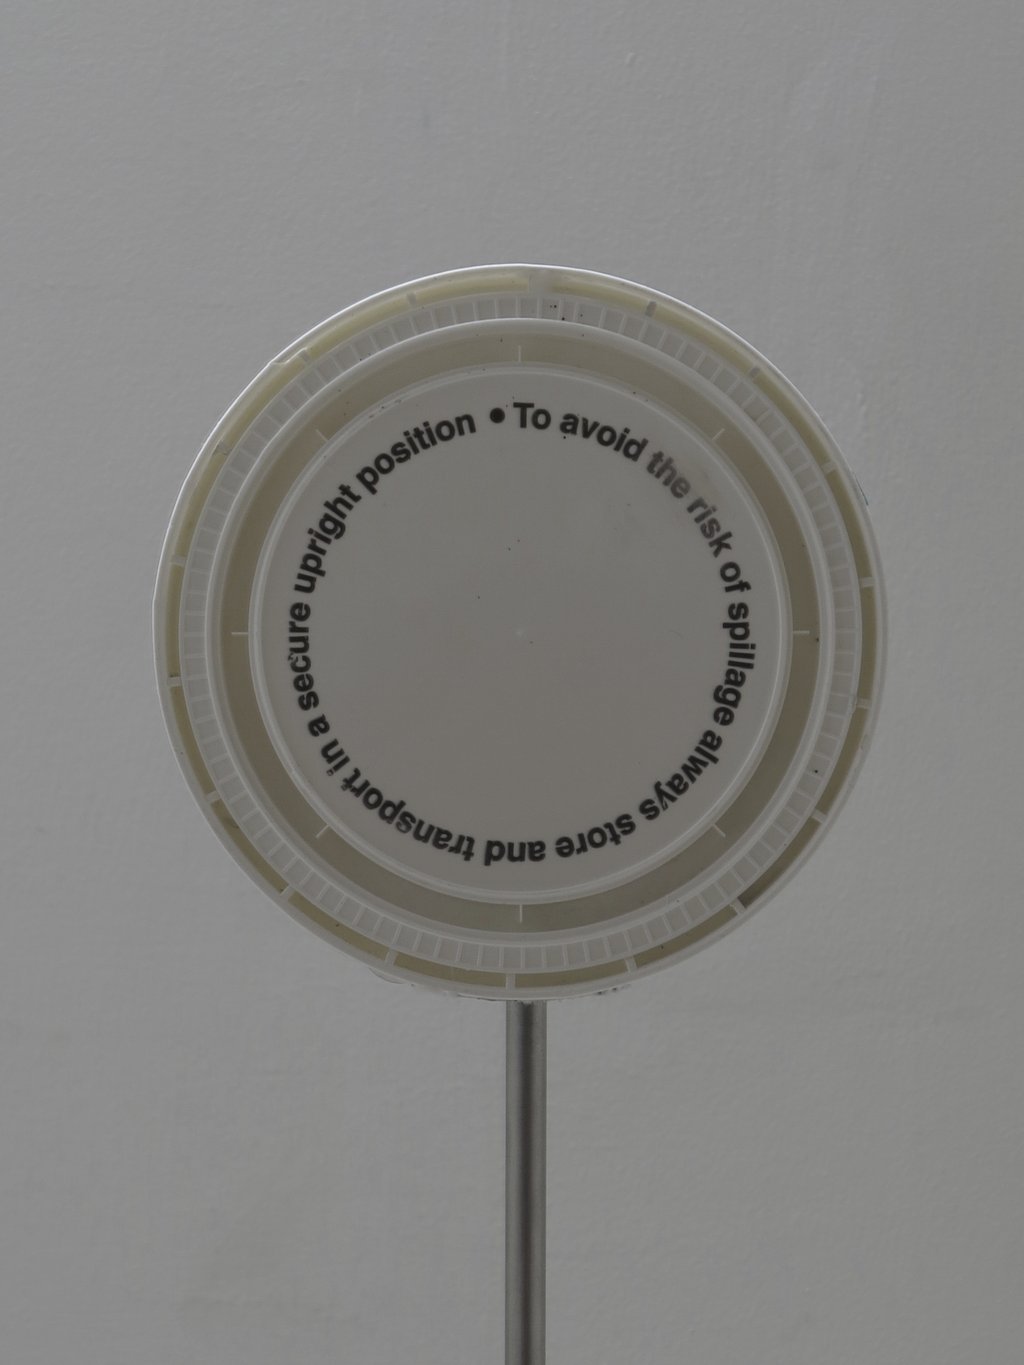 • To avoid the risk of spillage always store and transport in a secure upright position